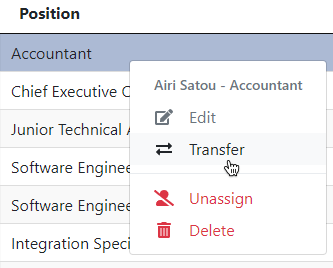 Position
Accountant
Airi Satou - Accountant
Chief Executive C
Edit
Junior Technical
Transfer
Software Enginee
Unassign
Software Enginee
Delete
Integration Speci